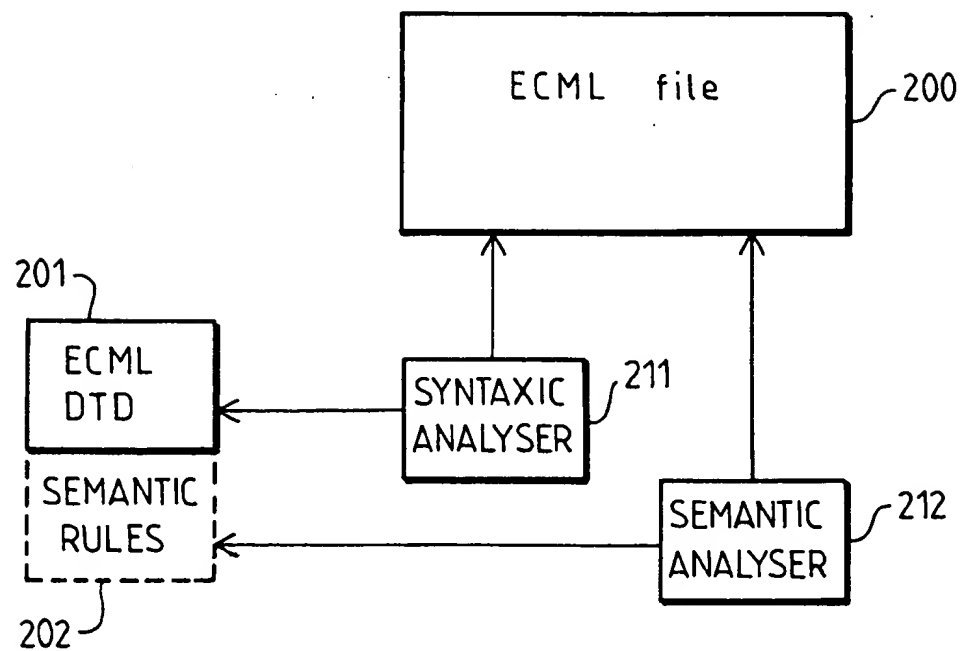 ECML file
200
201
ECML
DTD
SYNTAXIC
ANALYSER
211
SEMANTIC
RULES
202
SEMANTIC
ANALYSER
212